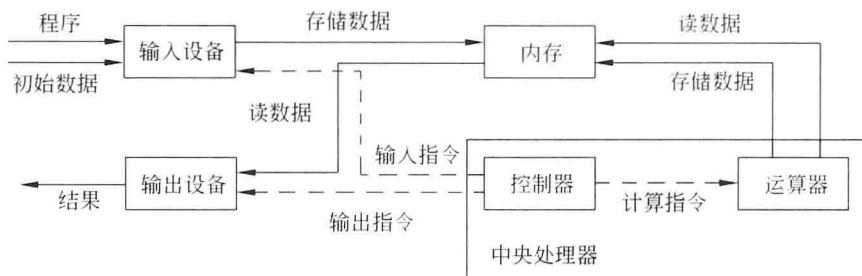 程序
存储数据
读数据
输入设备
内存
初始数据
存储数据
读数据
输入指令
输出设备
控制器
运算器
结果
输出指令
计算指令
中央处理器